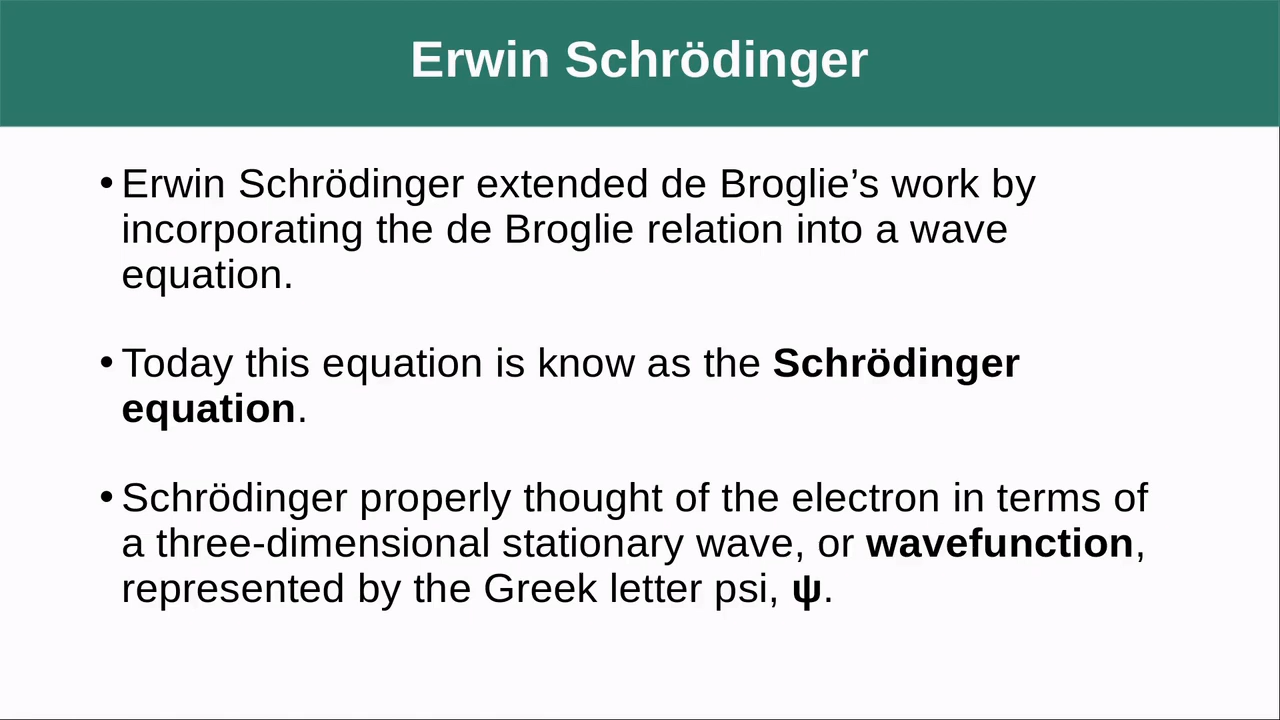 Erwin Schrödinger
• Erwin Schrödinger extended de Broglie’s work by
incorporating the de Broglie relation into a wave
equation.
• Today this equation is know as the Schrödinger
equation.
• Schrödinger properly thought of the electron in terms of
a three-dimensional stationary wave, or wavefunction,
represented by the Greek letter psi, ψ.